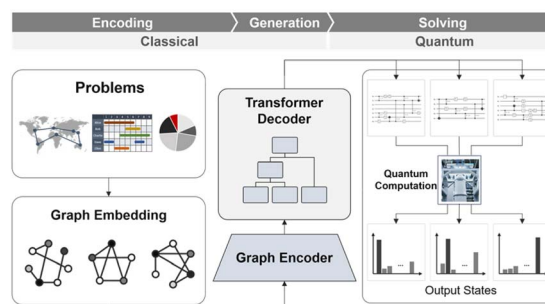 Encoding
Generation
Solving
Classical
Quantum
Problems
Graph Embedding
Transformer
Decoder
Graph Encoder
Quantum
Computation
...
...
...
Output States